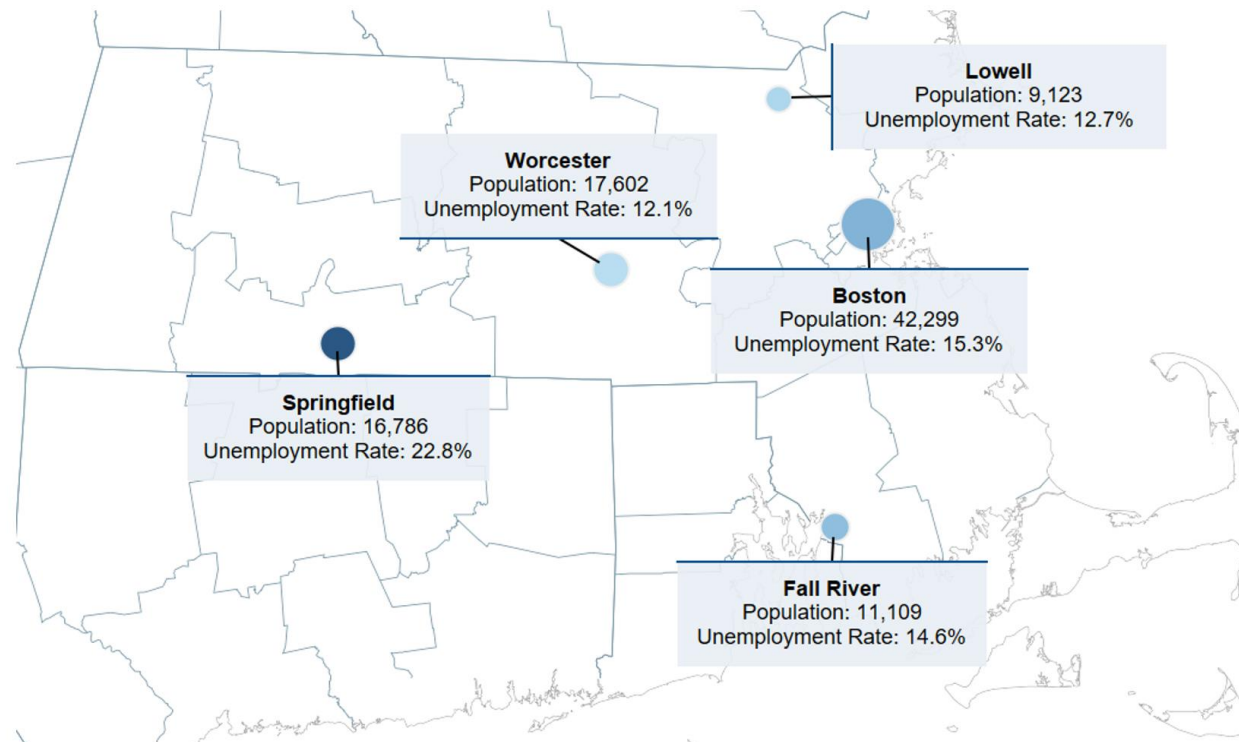 Lowell
Population: 9,123
Unemployment Rate: 12.7%
Worcester
Population: 17,602
Unemployment Rate: 12.1%
Boston
Population: 42,299
Unemployment Rate: 15.3%
Springfield
Population: 16,786
Unemployment Rate: 22.8%
Fall River
Population: 11,109
Unemployment Rate: 14.6%